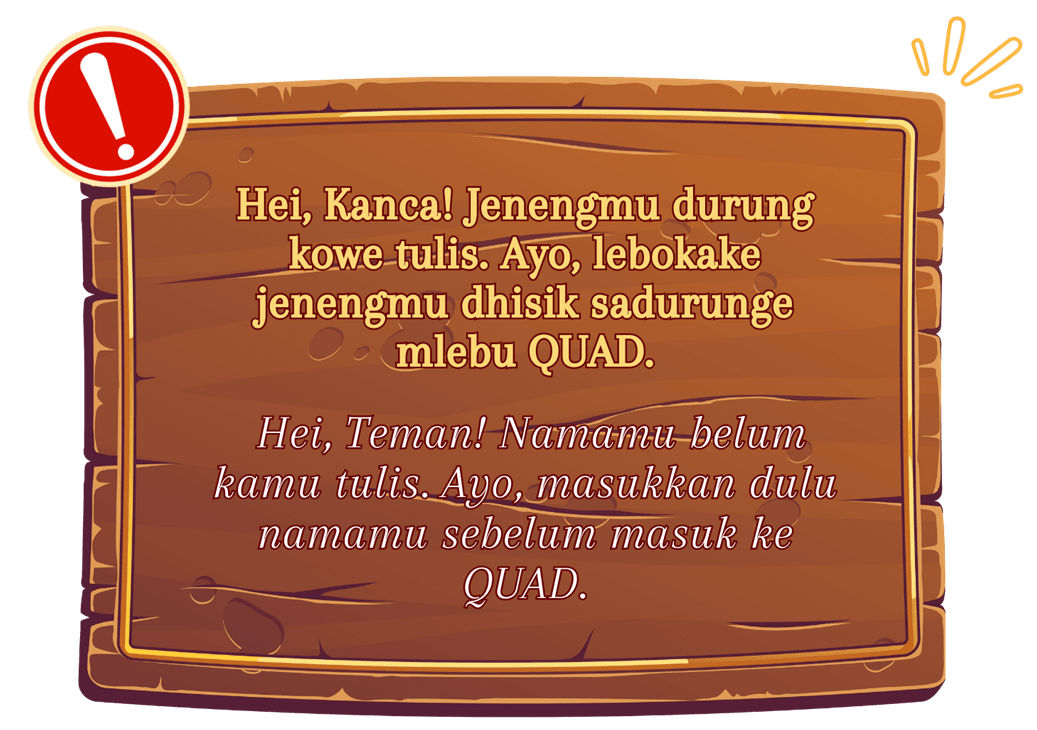 Hei, Kanca! Jenengmu durung
kowe tulis. Ayo, lebokake
jenengmu dhisik sadurunge
mlebu QUAD.
Hei, Teman! Namamu belum
kamu tulis. Ayo, masukkan dulu
namamu sebelum masuk ke
QUAD.